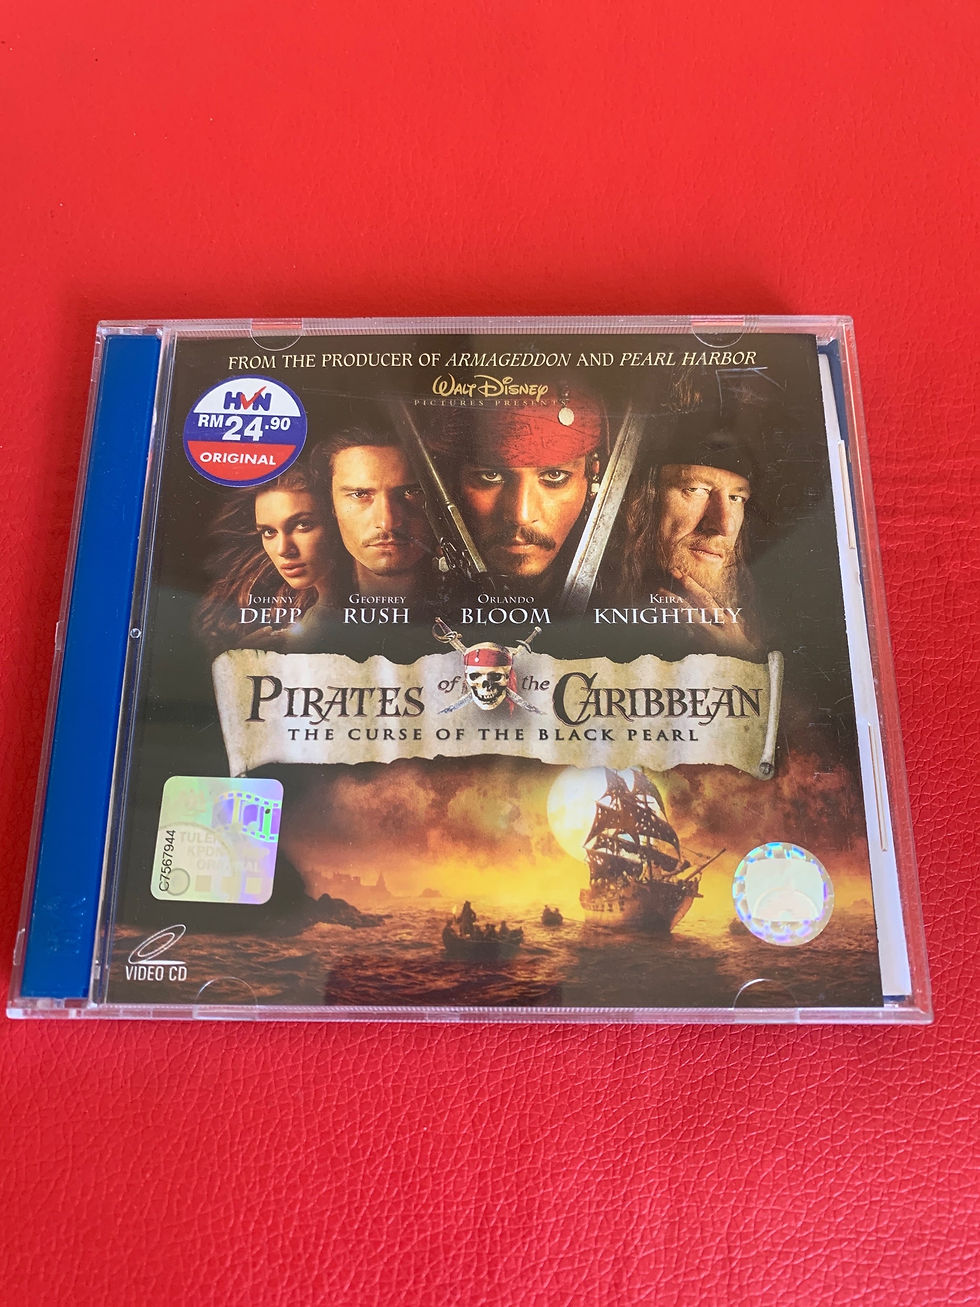 FROM THE PRODUCER OF ARMAGEDDON AND PEARL HARBOR
WALT DISNEY
PICTURES PRESENTS
HVN
RM24.90
ORIGINAL
JOHNNY DEPP
GEOFFREY RUSH
ORLANDO BLOOM
KEIRA KNIGHTLEY
PIRATES of the CARIBBEAN
THE CURSE OF THE BLACK PEARL
C7567944
VIDEO CD